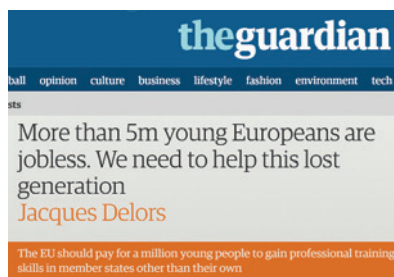 theguardian
ball opinion culture business lifestyle fashion environment tech
sts
More than 5m young Europeans are
jobless. We need to help this lost
generation
Jacques Delors
The EU should pay for a million young people to gain professional training
skills in member states other than their own